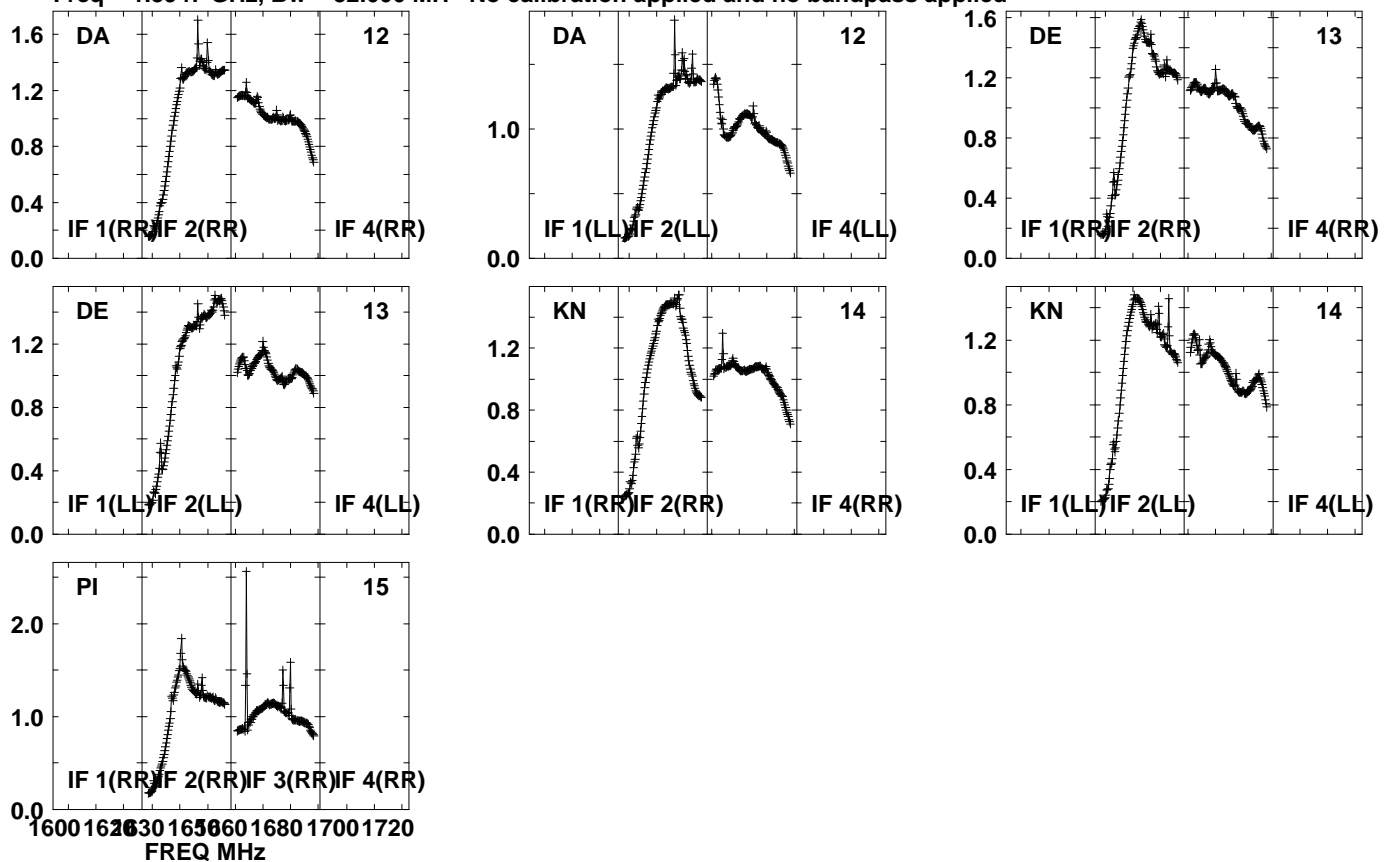 DA 12
1.6
1.2
0.8
0.4
0.0
IF 1(RR) IF 2(RR) IF 4(RR)
DA 12
1.0
0.0
IF 1(LL) IF 2(LL) IF 4(LL)
DE 13
1.6
1.2
0.8
0.4
0.0
IF 1(RR) IF 2(RR) IF 4(RR)
DE 13
1.2
0.8
0.4
0.0
IF 1(LL) IF 2(LL) IF 4(LL)
KN 14
1.2
0.8
0.4
0.0
IF 1(RR) IF 2(RR) IF 4(RR)
KN 14
1.2
0.8
0.4
0.0
IF 1(LL) IF 2(LL) IF 4(LL)
PI 15
2.0
1.0
0.0
IF 1(RR) IF 2(RR) IF 3(RR) IF 4(RR)
1600 1620 1630 1650 1660 1680 1700 1720
FREQ MHz